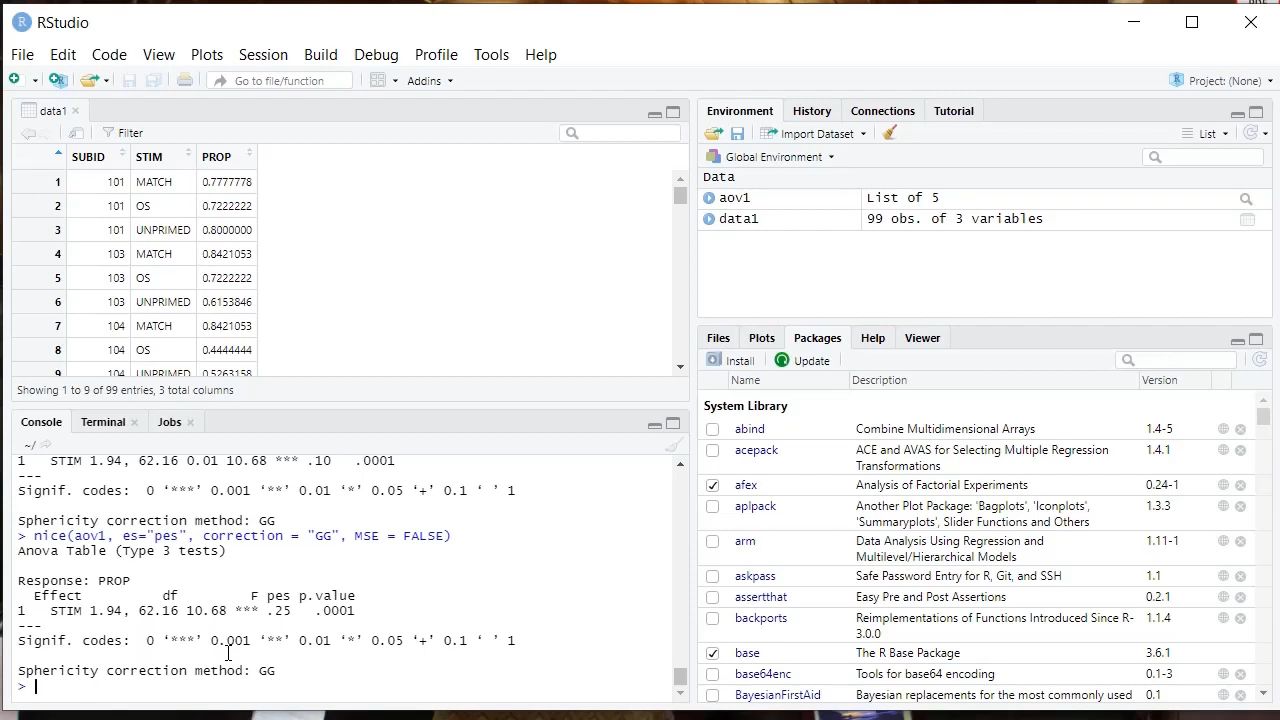 RStudio
File Edit Code View Plots Session Build Debug Profile Tools Help
Go to file/function Addins Project: (None)
data1
Filter
SUBID STIM PROP
1 101 MATCH 0.7777778
2 101 OS 0.7222222
3 101 UNPRIMED 0.8000000
4 103 MATCH 0.8421053
5 103 OS 0.7222222
6 103 UNPRIMED 0.6153846
7 104 MATCH 0.8421053
8 104 OS 0.4444444
9 104 UNPRIMED 0.5263158
Showing 1 to 9 of 99 entries, 3 total columns
Console Terminal Jobs
~/
1 STIM 1.94, 62.16 0.01 10.68 *** .10 .0001
---
Signif. codes: 0 ‘***’ 0.001 ‘**’ 0.01 ‘*’ 0.05 ‘+’ 0.1 ‘ ’ 1
Sphericity correction method: GG
> nice(aov1, es="pes", correction = "GG", MSE = FALSE)
Anova Table (Type 3 tests)
Response: PROP
Effect df F pes p.value
1 STIM 1.94, 62.16 10.68 *** .25 .0001
---
Signif. codes: 0 ‘***’ 0.001 ‘**’ 0.01 ‘*’ 0.05 ‘+’ 0.1 ‘ ’ 1
Sphericity correction method: GG
>
Environment History Connections Tutorial
Import Dataset List
Global Environment
Data
aov1 List of 5
data1 99 obs. of 3 variables
Files Plots Packages Help Viewer
Install Update
Name Description Version
System Library
abind Combine Multidimensional Arrays 1.4-5
acepack ACE and AVAS for Selecting Multiple Regression 1.4.1
Transformations
afex Analysis of Factorial Experiments 0.24-1
aplpack Another Plot Package: 'Bagplots', 'Iconplots', 1.3.3
'Summaryplots', Slider Functions and Others
arm Data Analysis Using Regression and 1.11-1
Multilevel/Hierarchical Models
askpass Safe Password Entry for R, Git, and SSH 1.1
assertthat Easy Pre and Post Assertions 0.2.1
backports Reimplementations of Functions Introduced Since R- 1.1.4
3.0.0
base The R Base Package 3.6.1
base64enc Tools for base64 encoding 0.1-3
BayesianFirstAid Bayesian replacements for the most commonly used 0.1